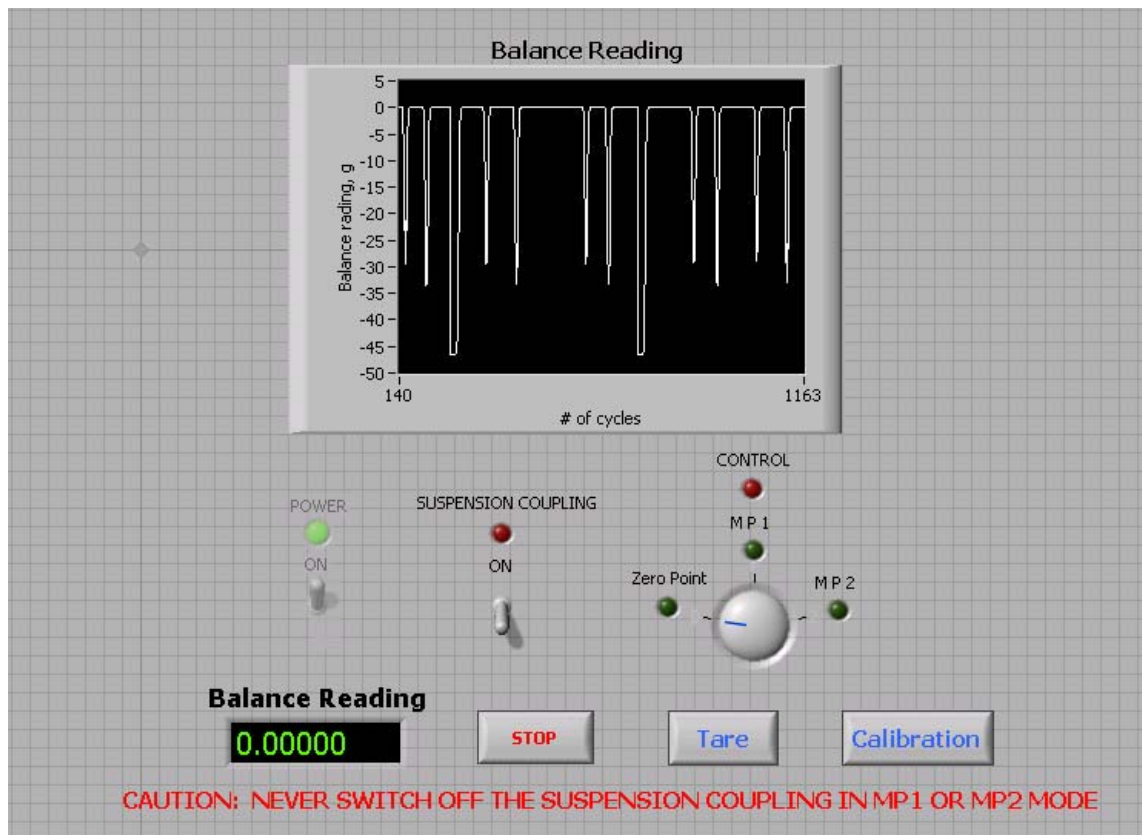 Balance Reading
5
0
-5
-10
-15
-20
-25
-30
-35
-40
-45
-50
Balance rading, g
140
1163
# of cycles
CONTROL
POWER
SUSPENSION COUPLING
M P 1
ON
ON
Zero Point
M P 2
Balance Reading
0.00000
STOP
Tare
Calibration
CAUTION: NEVER SWITCH OFF THE SUSPENSION COUPLING IN MP1 OR MP2 MODE